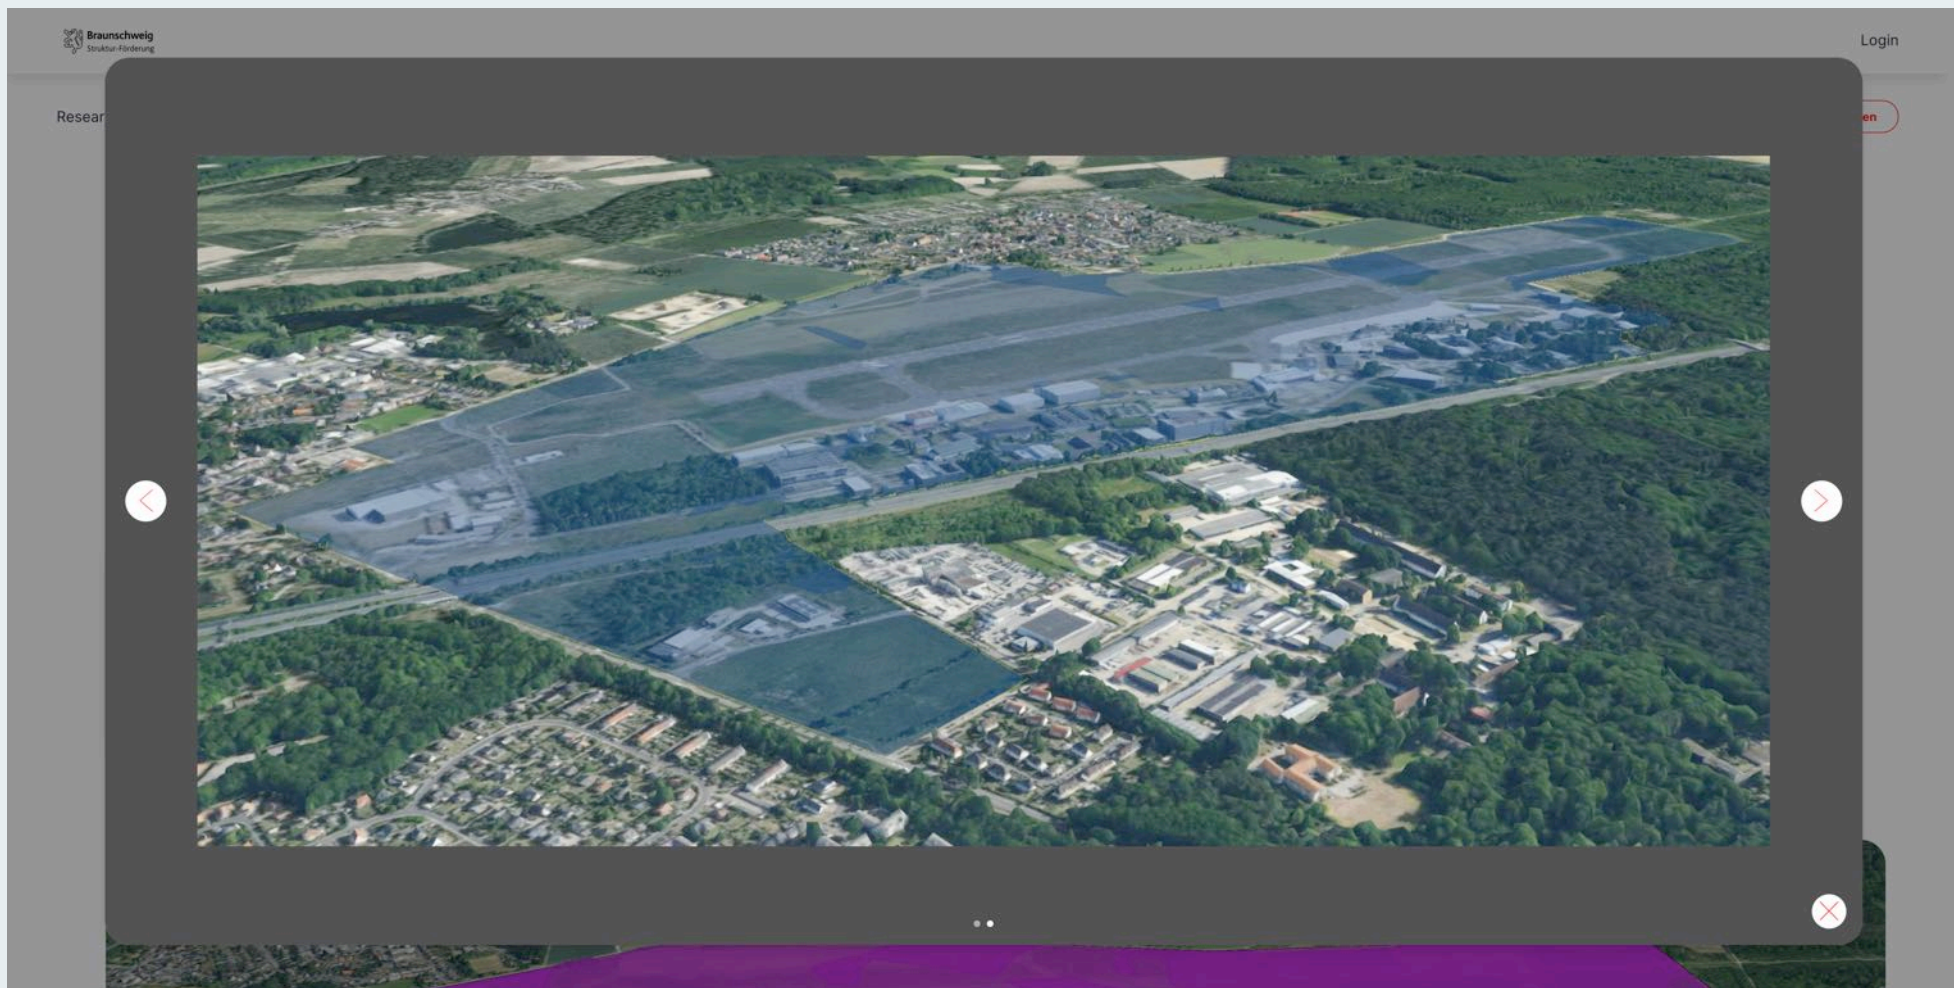 Braunschweig
Struktur-Förderung
Login
Resear
en